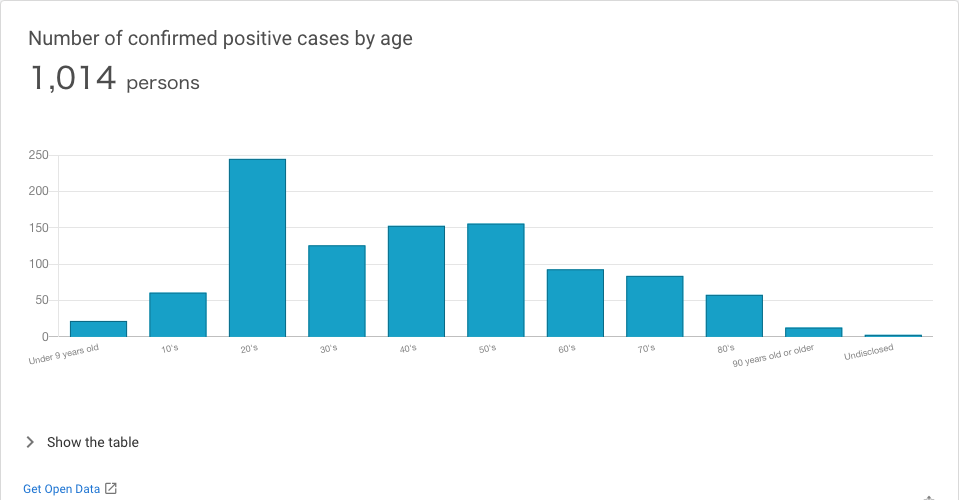 Number of confirmed positive cases by age
1,014 persons
250
200
150
100
50
0
Under 9 years old
10's
20's
30's
40's
50's
60's
70's
80's
90 years old or older
Undisclosed
Show the table
Get Open Data